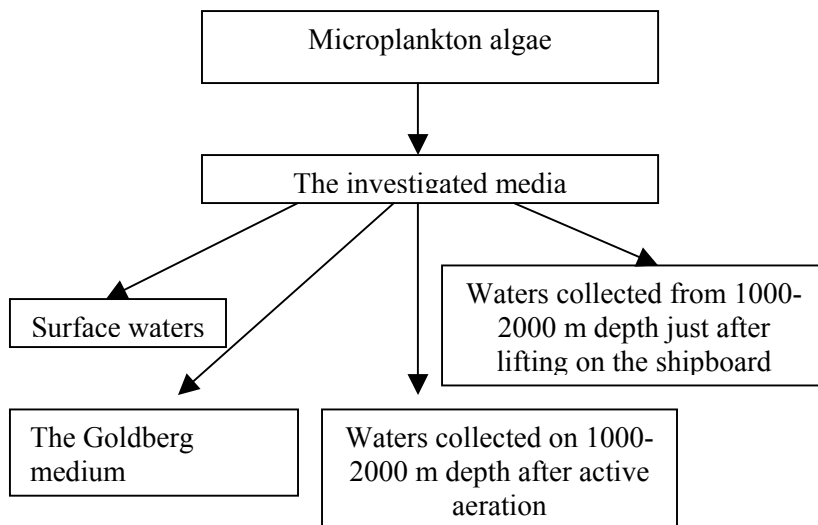 Microplankton algae
The investigated media
Surface waters
Waters collected from 1000-
2000 m depth just after
lifting on the shipboard
The Goldberg
medium
Waters collected on 1000-
2000 m depth after active
aeration